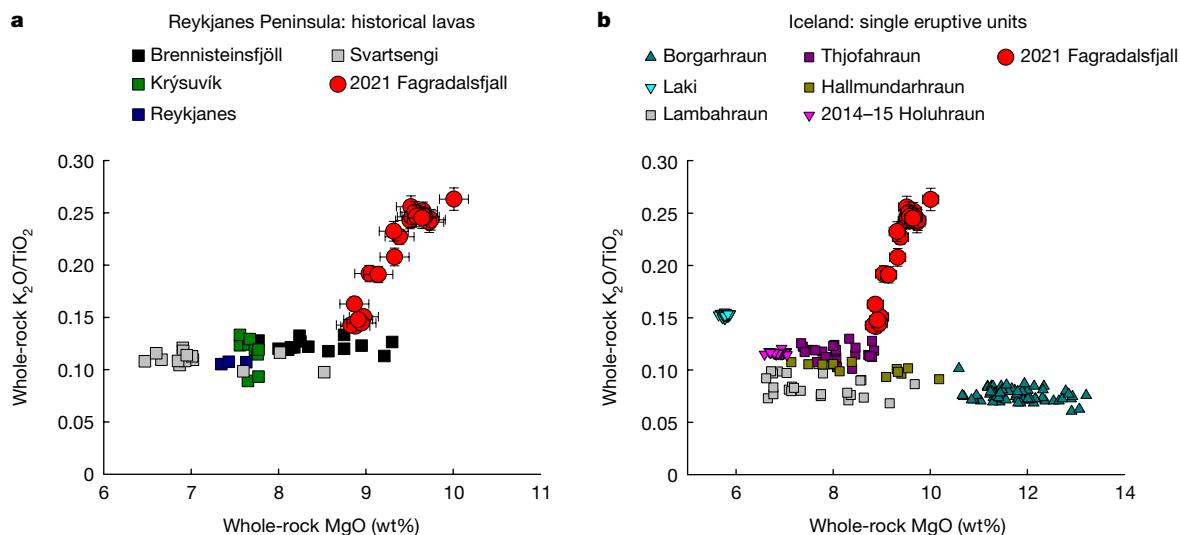 a
Reykjanes Peninsula: historical lavas
Brennisteinsfjöll
Svartsengi
Krýsuvík
2021 Fagradalsfjall
Reykjanes
Whole-rock K2O/TiO2
0.30
0.25
0.20
0.15
0.10
0.05
0
6
7
8
9
10
11
Whole-rock MgO (wt%)
b
Iceland: single eruptive units
Borgarhraun
Thjofahraun
2021 Fagradalsfjall
Laki
Hallmundarhraun
Lambahraun
2014–15 Holuhraun
Whole-rock K2O/TiO2
0.30
0.25
0.20
0.15
0.10
0.05
0
6
8
10
12
14
Whole-rock MgO (wt%)